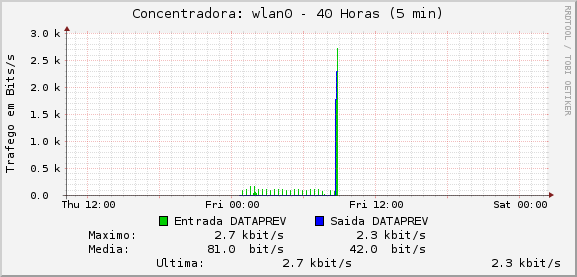 Concentradora: wlan0 - 40 Horas (5 min)
RRDTOOL / TOBI OETIKER
Trafego em Bits/s
3.0 k
2.5 k
2.0 k
1.5 k
1.0 k
0.5 k
0.0
Thu 12:00 Fri 00:00 Fri 12:00 Sat 00:00
Entrada DATAPREV Saida DATAPREV
Maximo: 2.7 kbit/s 2.3 kbit/s
Media: 81.0 bit/s 42.0 bit/s
Ultima: 2.7 kbit/s 2.3 kbit/s